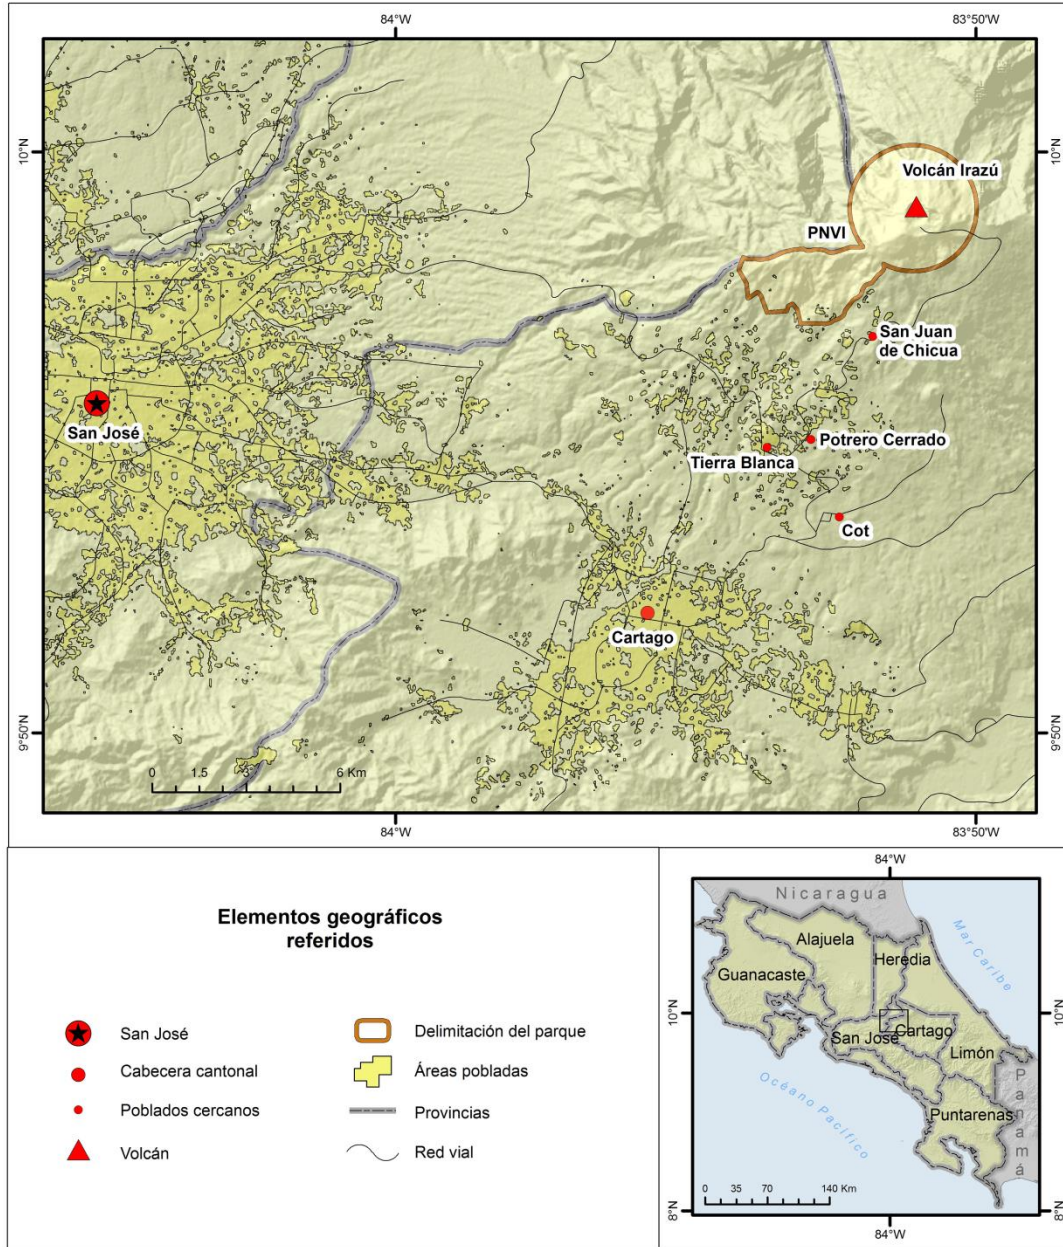 84°W
83°50'W
10°N
10°N
Volcán Irazú
PNVI
San Juan
de Chicua
San José
Potrero Cerrado
Tierra Blanca
Cot
Cartago
9°50'N
9°50'N
0 1.5 3 6 Km
84°W
83°50'W
Elementos geográficos
referidos
San José
Cabecera cantonal
Poblados cercanos
Volcán
Delimitación del parque
Áreas pobladas
Provincias
Red vial
84°W
Nicaragua
Mar Caribe
Alajuela
Heredia
Guanacaste
10°N
10°N
San José
Cartago
Limón
Océano Pacífico
Panamá
Puntarenas
0 35 70 140 Km
8°N
8°N
84°W